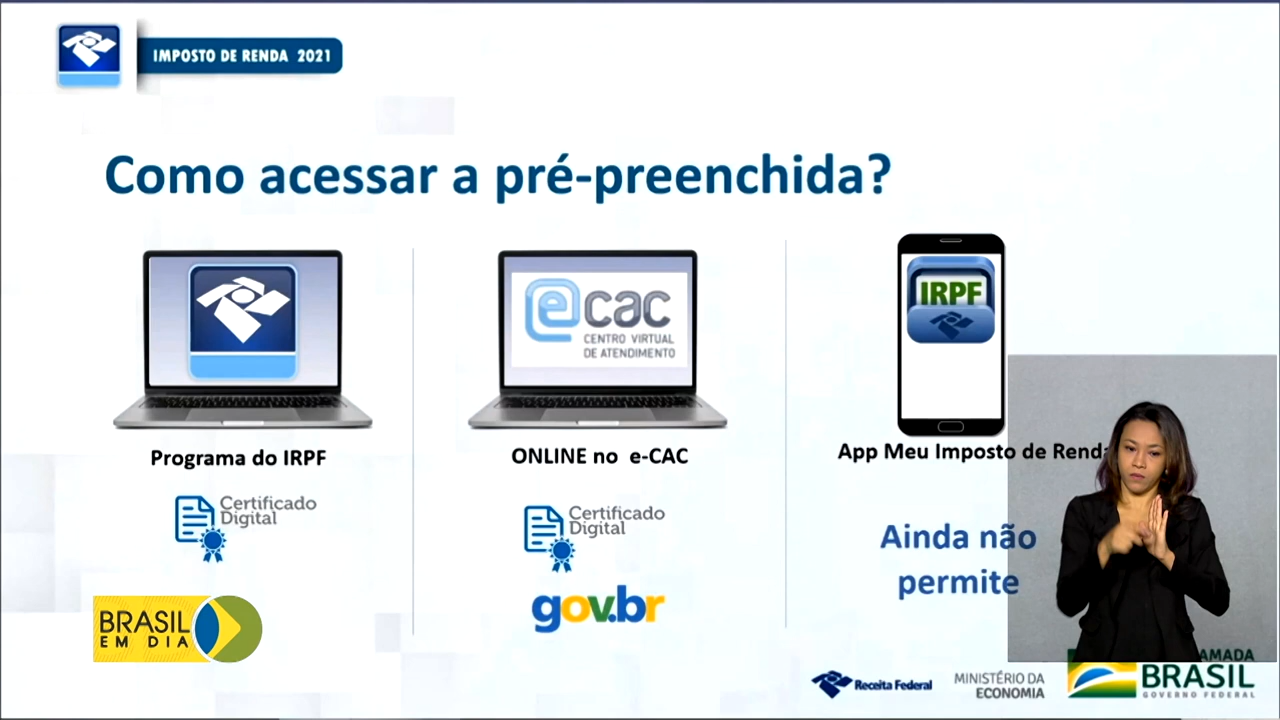 IMPOSTO DE RENDA 2021
Como acessar a pré-preenchida?
e cac
CENTRO VIRTUAL
DE ATENDIMENTO
IRPF
Programa do IRPF
ONLINE no e-CAC
App Meu Imposto de Renda
Certificado
Digital
Certificado
Digital
gov.br
Ainda não
permite
BRASIL
EM DIA
Receita Federal
MINISTÉRIO DA
ECONOMIA
AMADA
BRASIL
GOVERNO FEDERAL